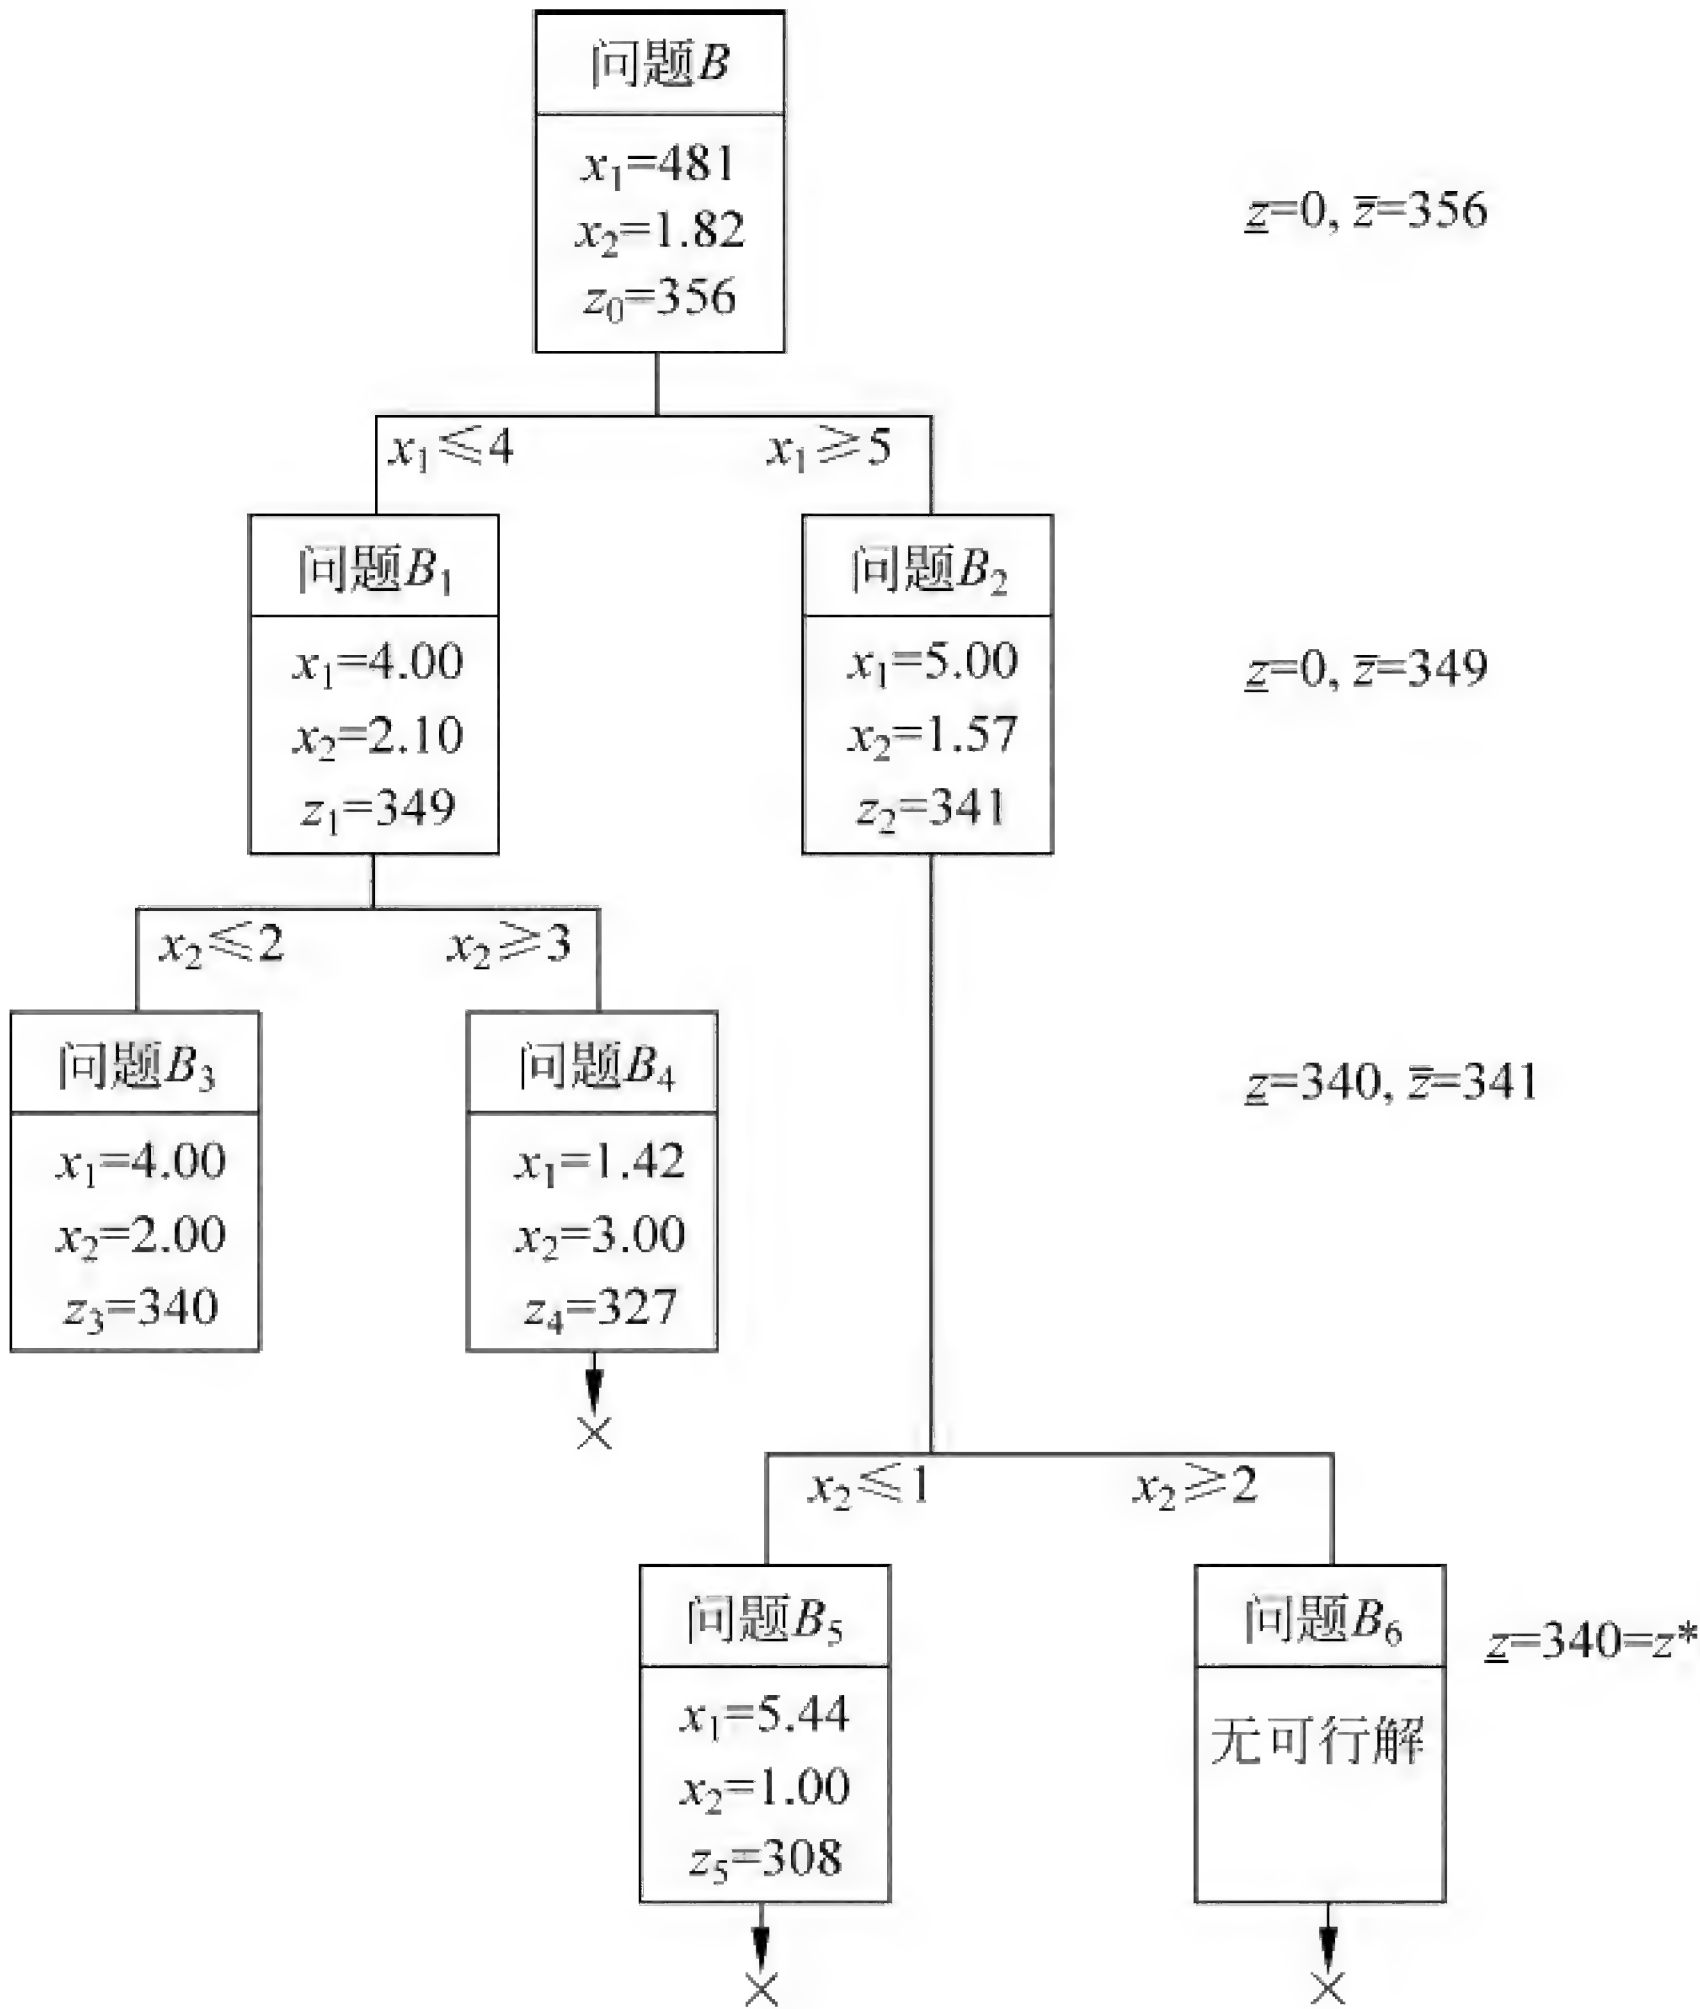 问题B
x₁=481
x₂=1.82
z₀=356
z̲=0, z̅=356
x₁≤4
x₁≥5
问题B₁
x₁=4.00
x₂=2.10
z₁=349
问题B₂
x₁=5.00
x₂=1.57
z₂=341
z̲=0, z̅=349
x₂≤2
x₂≥3
问题B₃
x₁=4.00
x₂=2.00
z₃=340
问题B₄
x₁=1.42
x₂=3.00
z₄=327
z̲=340, z̅=341
×
x₂≤1
x₂≥2
问题B₅
x₁=5.44
x₂=1.00
z₅=308
问题B₆
无可行解
z̲=340=z*
×
×